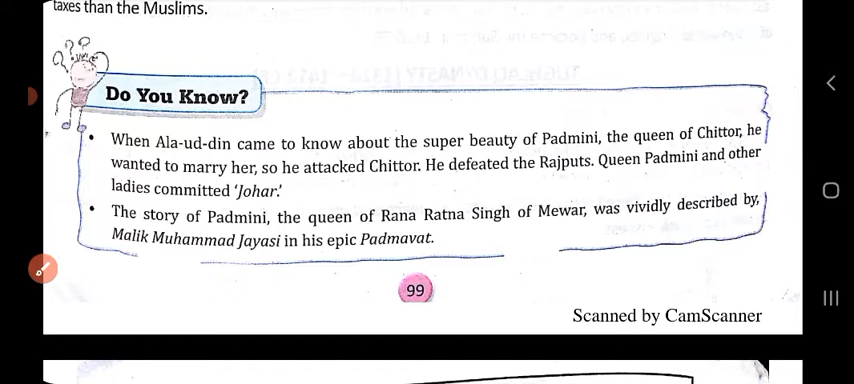 taxes than the Muslims.
Do You Know?
• When Ala-ud-din came to know about the super beauty of Padmini, the queen of Chittor, he
wanted to marry her, so he attacked Chittor. He defeated the Rajputs. Queen Padmini and other
ladies committed ‘Johar.’
• The story of Padmini, the queen of Rana Ratna Singh of Mewar, was vividly described by,
Malik Muhammad Jayasi in his epic Padmavat.
99
Scanned by CamScanner